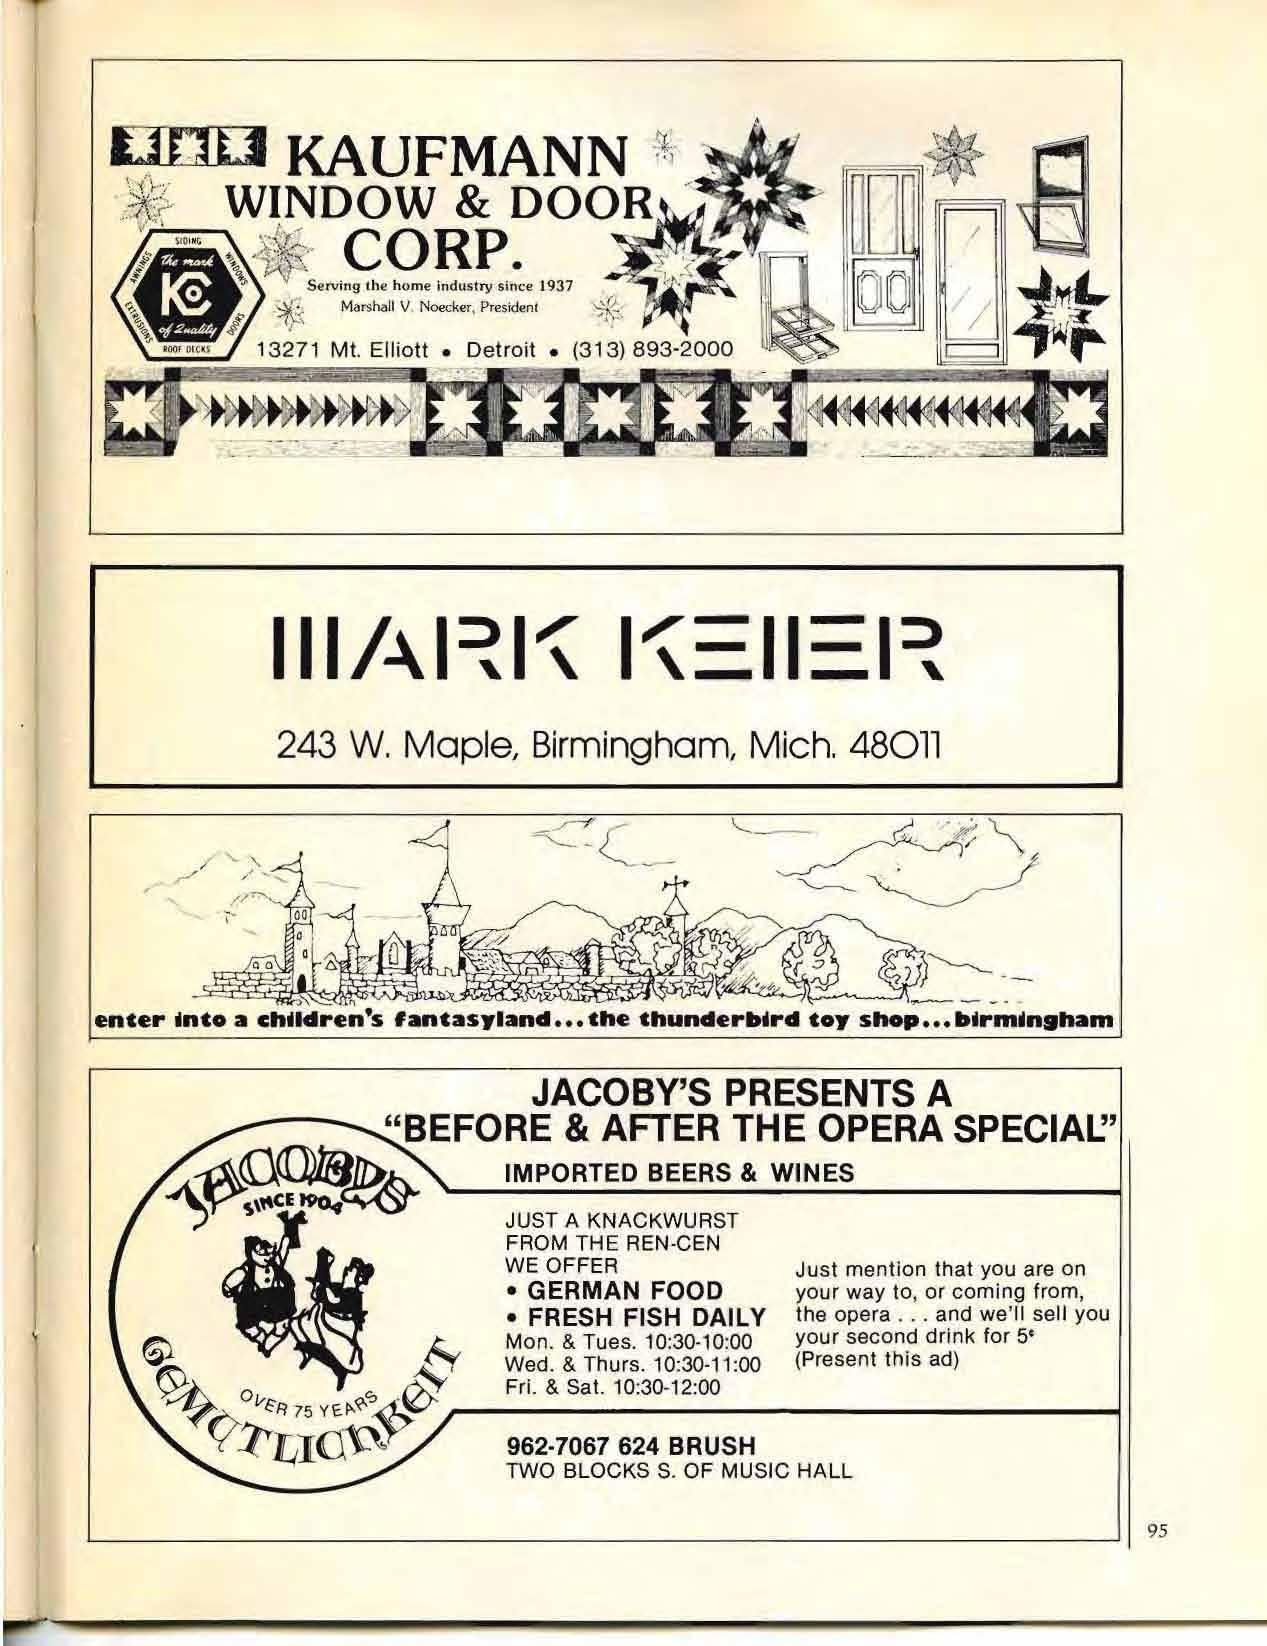 KAUFMANN
WINDOW & DOOR
CORP.
Serving the home industry since 1937
Marshall V. Noecker, President
SIDING
AWNINGS
WINDOWS
The mark
KC
of Quality
EXTRUSIONS
DOORS
ROOF DECKS
13271 Mt. Elliott • Detroit • (313) 893-2000
MARK KELLER
243 W. Maple, Birmingham, Mich. 48011
enter into a children's fantasyland...the thunderbird toy shop...birmingham
JACOBY'S PRESENTS A
"BEFORE & AFTER THE OPERA SPECIAL"
IMPORTED BEERS & WINES
JACOBY'S
SINCE 1904
OVER 75 YEARS
GEMUTLICHKEIT
JUST A KNACKWURST
FROM THE REN-CEN
WE OFFER
• GERMAN FOOD
• FRESH FISH DAILY
Mon. & Tues. 10:30-10:00
Wed. & Thurs. 10:30-11:00
Fri. & Sat. 10:30-12:00
Just mention that you are on
your way to, or coming from,
the opera . . . and we'll sell you
your second drink for 5¢
(Present this ad)
962-7067 624 BRUSH
TWO BLOCKS S. OF MUSIC HALL
95